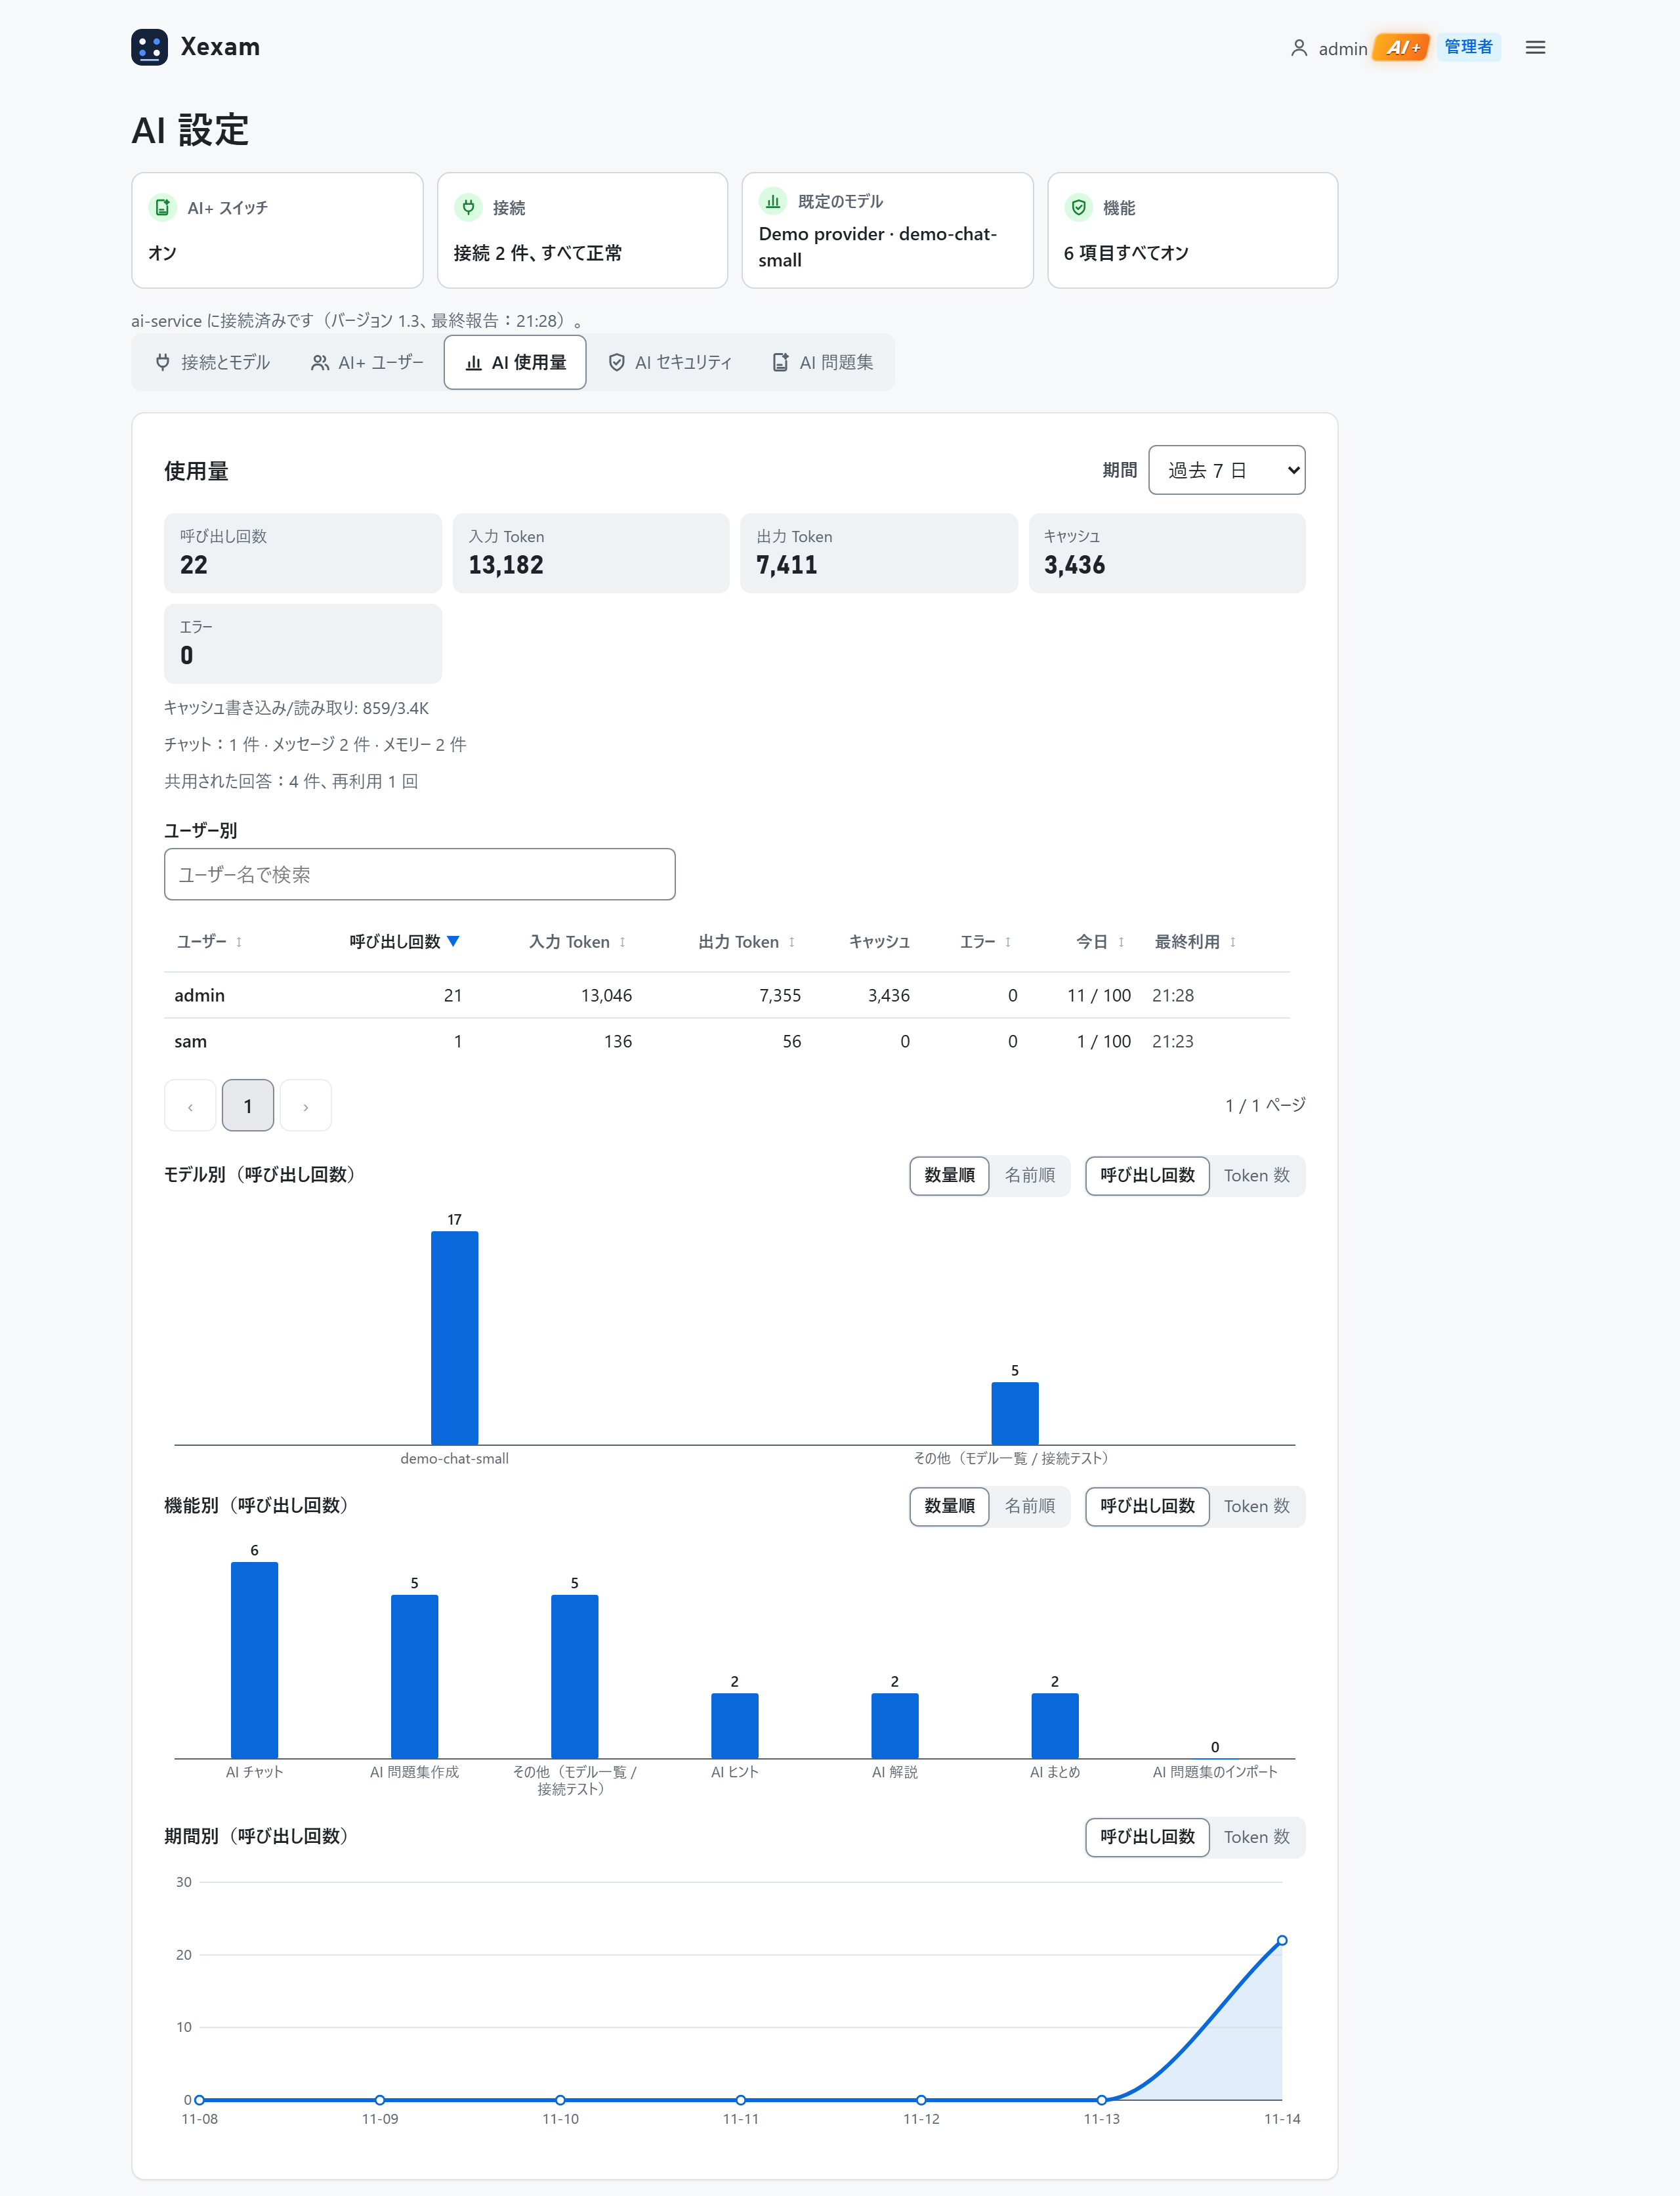 Xexam
admin AI+ 管理者
AI 設定
AI+ スイッチ
オン
接続
接続 2 件、すべて正常
既定のモデル
Demo provider · demo-chat-
small
機能
6 項目すべてオン
ai-service に接続済みです（バージョン 1.3、最終報告：21:28）。
接続とモデル AI+ ユーザー AI 使用量 AI セキュリティ AI 問題集
使用量
期間 過去 7 日
呼び出し回数
22
入力 Token
13,182
出力 Token
7,411
キャッシュ
3,436
エラー
0
キャッシュ書き込み/読み取り: 859/3.4K
チャット：1 件 · メッセージ 2 件 · メモリー 2 件
共用された回答：4 件、再利用 1 回
ユーザー別
ユーザー名で検索
ユーザー ↕ 呼び出し回数 ▼ 入力 Token ↕ 出力 Token ↕ キャッシュ エラー ↕ 今日 ↕ 最終利用 ↕
admin 21 13,046 7,355 3,436 0 11 / 100 21:28
sam 1 136 56 0 0 1 / 100 21:23
‹ 1 › 1 / 1 ページ
モデル別（呼び出し回数） 数量順 名前順 呼び出し回数 Token 数
17
5
demo-chat-small その他（モデル一覧 / 接続テスト）
機能別（呼び出し回数） 数量順 名前順 呼び出し回数 Token 数
6
5
5
2
2
2
0
AI チャット
AI 問題集作成
その他（モデル一覧 /
接続テスト）
AI ヒント
AI 解説
AI まとめ
AI 問題集のインポート
期間別（呼び出し回数） 呼び出し回数 Token 数
30
20
10
0
11-08 11-09 11-10 11-11 11-12 11-13 11-14